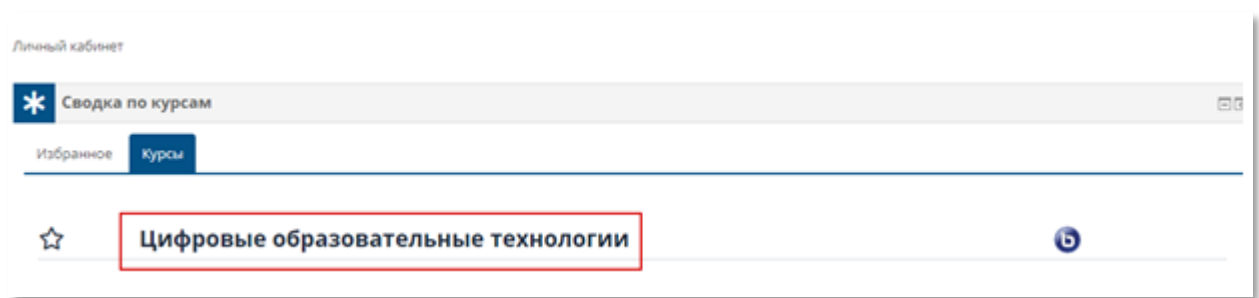 Личный кабинет
Сводка по курсам
Избранное Курсы
Цифровые образовательные технологии
b